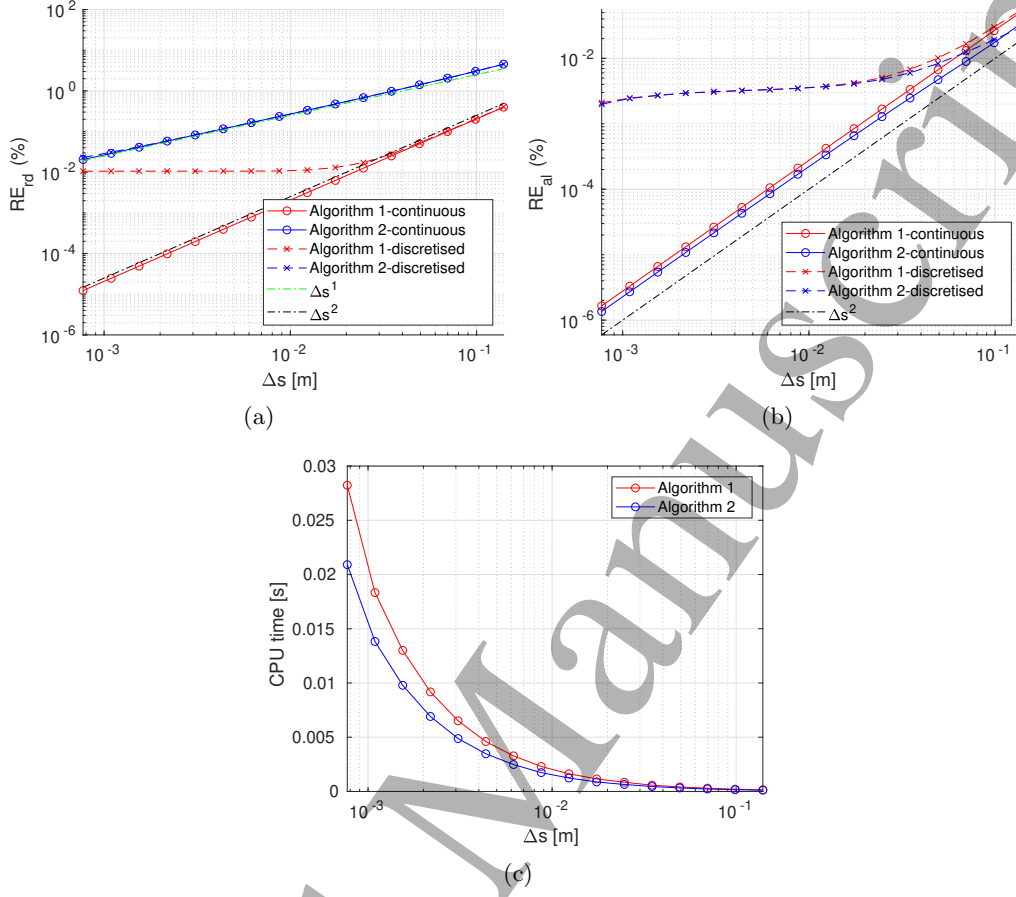 10^2
10^0
10^-2
10^-4
10^-6
RE_rd (%)
Algorithm 1-continuous
Algorithm 2-continuous
Algorithm 1-discretised
Algorithm 2-discretised
Δs^1
Δs^2
10^-3 10^-2 10^-1
Δs [m]
(a)
10^-2
10^-4
10^-6
RE_al (%)
Algorithm 1-continuous
Algorithm 2-continuous
Algorithm 1-discretised
Algorithm 2-discretised
Δs^2
10^-3 10^-2 10^-1
Δs [m]
(b)
0.03
0.025
0.02
0.015
0.01
0.005
0
CPU time [s]
Algorithm 1
Algorithm 2
10^-3 10^-2 10^-1
Δs [m]
(c)
Manuscri